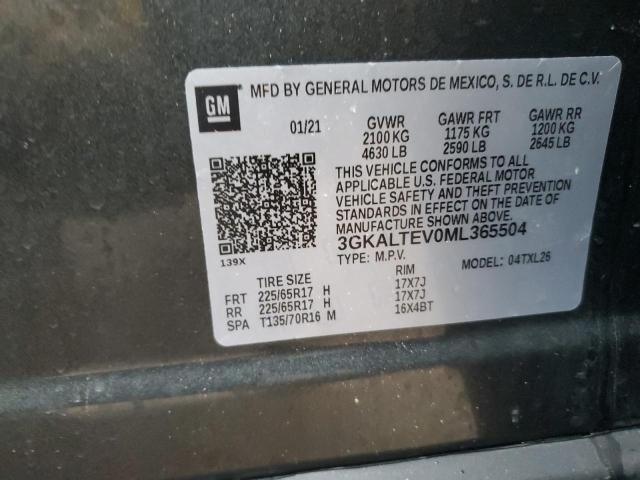 GM
MFD BY GENERAL MOTORS DE MEXICO, S. DE R.L. DE C.V.
01/21 GVWR GAWR FRT GAWR RR
2100 KG 1175 KG 1200 KG
4630 LB 2590 LB 2645 LB
THIS VEHICLE CONFORMS TO ALL
APPLICABLE U.S. FEDERAL MOTOR
VEHICLE SAFETY AND THEFT PREVENTION
STANDARDS IN EFFECT ON THE DATE OF
MANUFACTURE SHOWN ABOVE.
3GKALTEV0ML365504
TYPE: M.P.V. MODEL: 04TXL26
139X
TIRE SIZE RIM
FRT 225/65R17 H 17X7J
RR 225/65R17 H 17X7J
SPA T135/70R16 M 16X4BT